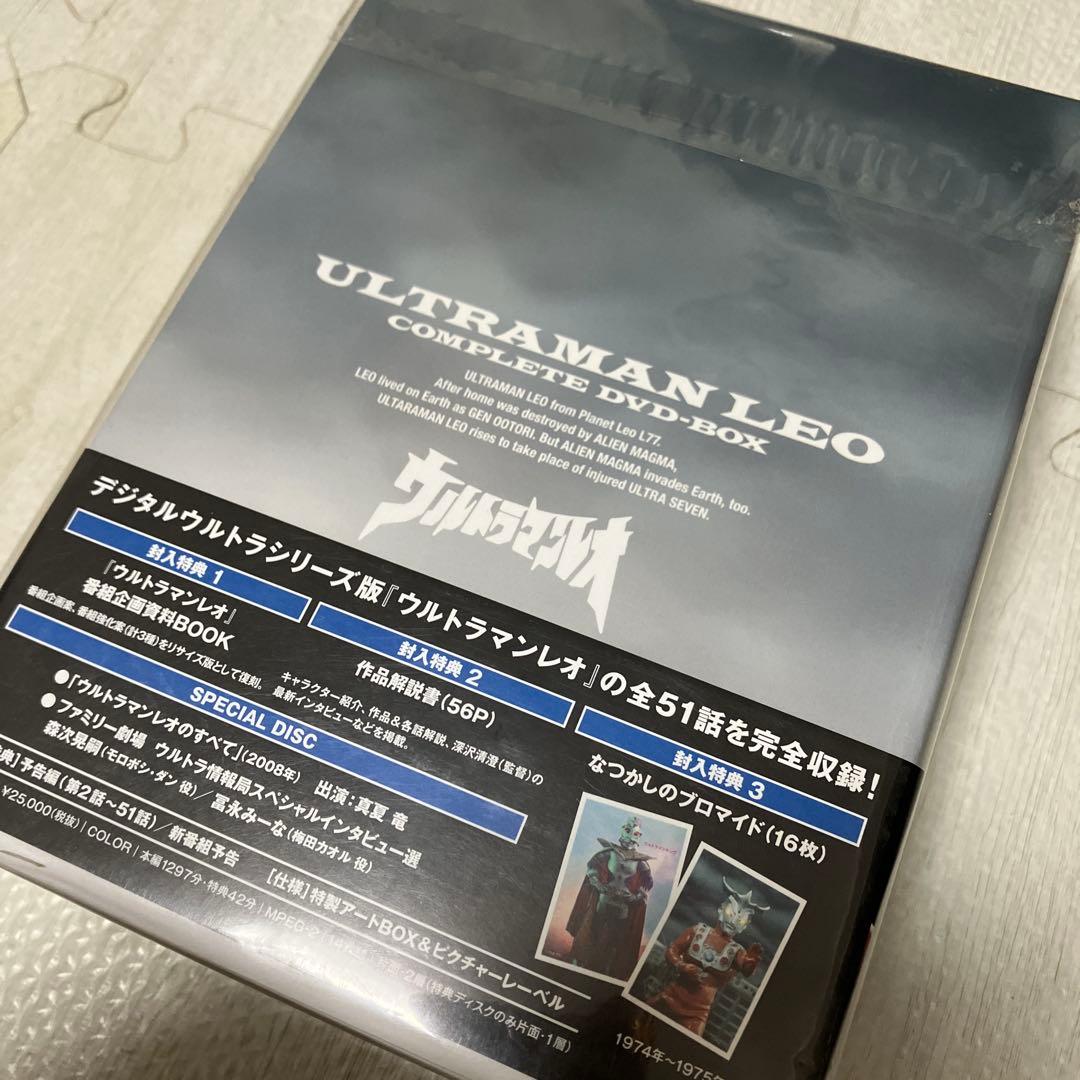 ULTRAMAN LEO
COMPLETE DVD-BOX
ULTRAMAN LEO from Planet Leo L77.
After home was destroyed by ALIEN MAGMA,
LEO lived on Earth as GEN OOTORI. But ALIEN MAGMA invades Earth, too.
ULTARAMAN LEO rises to take place of injured ULTRA SEVEN.
ウルトラマンレオ
デジタルウルトラシリーズ版『ウルトラマンレオ』の全51話を完全収録!
封入特典 1
『ウルトラマンレオ』
番組企画資料BOOK
番組企画案、番組強化案(計3種)をリサイズ版として復刻。
封入特典 2
作品解説書(56P)
キャラクター紹介、作品&各話解説、深沢清澄(監督)の
最新インタビューなどを掲載。
封入特典 3
なつかしのブロマイド(16枚)
SPECIAL DISC
●「ウルトラマンレオのすべて」(2008年) 出演:真夏 竜
●ファミリー劇場 ウルトラ情報局スペシャルインタビュー選
森次晃嗣(モロボシ・ダン 役)/冨永みーな(梅田カオル 役)
典]予告編(第2話~51話)/新番組予告
[仕様]特製アートBOX&ピクチャーレーベル
¥25,000(税抜) | COLOR | 本編1297分・特典42分 | MPEG-2
2層(特典ディスクのみ片面・1層)
ウルトラマンキング
1974年~1975年